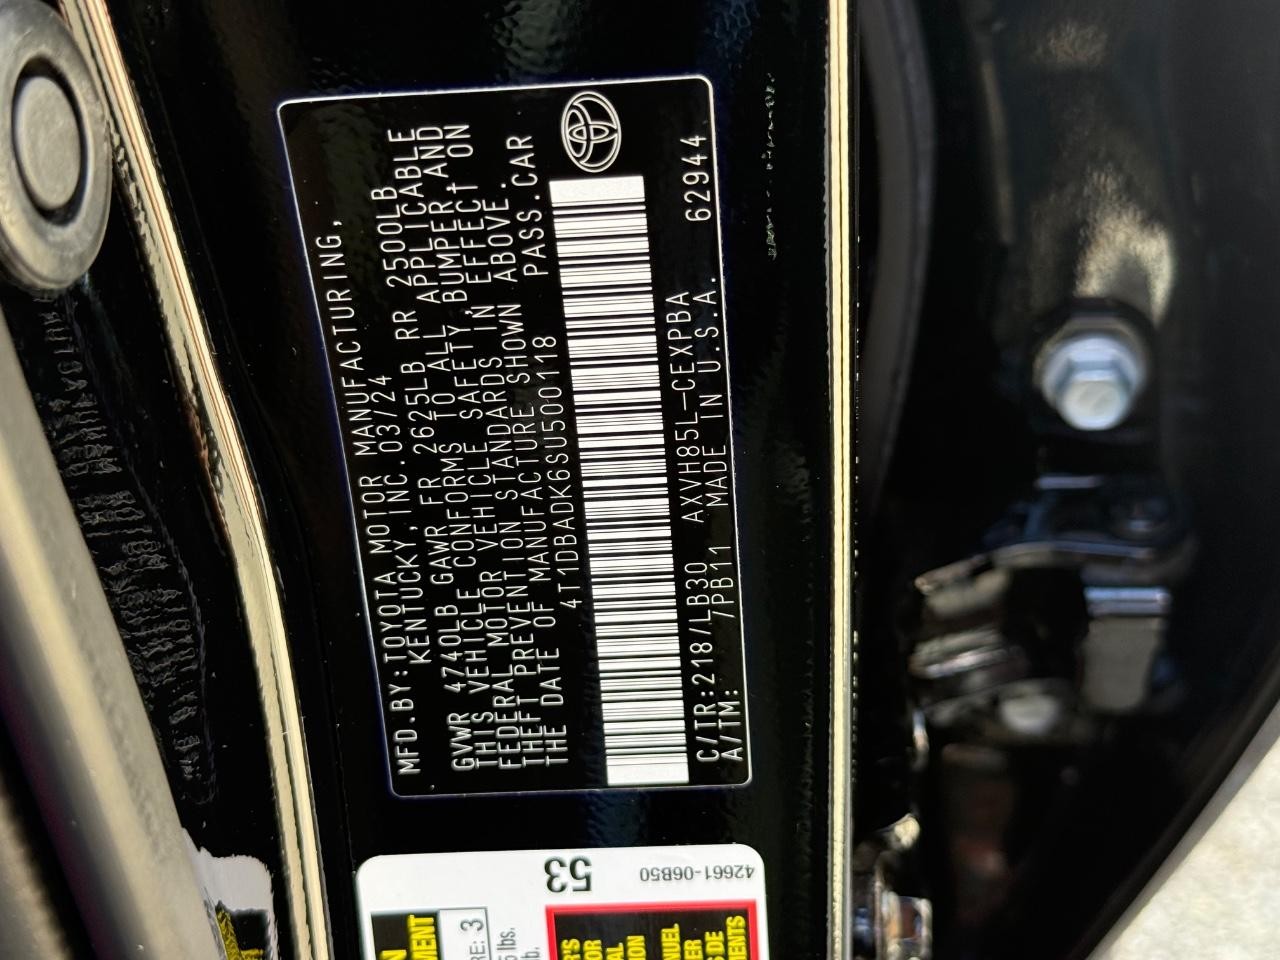 MFD.BY:TOYOTA MOTOR MANUFACTURING,
KENTUCKY, INC. 03/24
GVWR 4740LB GAWR FR 2625LB RR 2500LB
THIS VEHICLE CONFORMS TO ALL APPLICABLE
FEDERAL MOTOR VEHICLE SAFETY,BUMPER,AND
THEFT PREVENTION STANDARDS IN EFFECT ON
THE DATE OF MANUFACTURE SHOWN ABOVE.
4T1DBADK6SU500118 PASS.CAR
C/TR:218/LB30 AXVH85L-CEXPBA
A/TM: /PB11 MADE IN U.S.A. 62944
53
42661-06B50